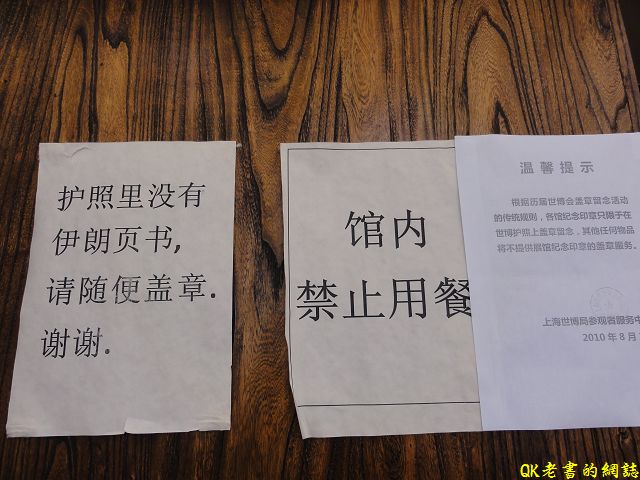 护照里没有
伊朗页书,
请随便盖章.
谢谢.
馆内
禁止用餐
温馨提示
根据历届世博会盖章留念活动
的传统规则，各馆纪念印章只限于在
世博护照上盖章留念，其他任何物品
将不提供展馆纪念印章的盖章服务。
上海世博局参观者服务中
2010年8月
QK老書的網誌